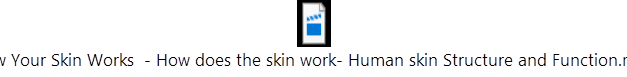 Your Skin Works  - How does the skin work- Human skin Structure and Function.